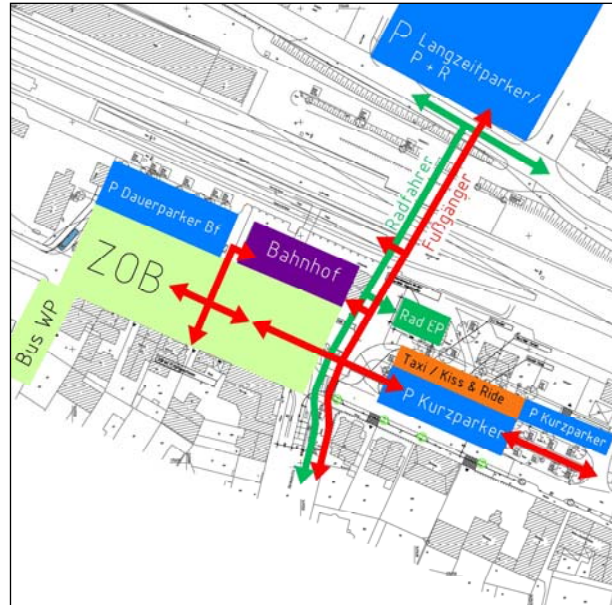 P Langzeitparker/
P + R
Radfahrer
Fußgänger
P Dauerparker Bf
ZOB
Bahnhof
Bus WP
Rad EP
Taxi / Kiss & Ride
P Kurzparker
P Kurzparker